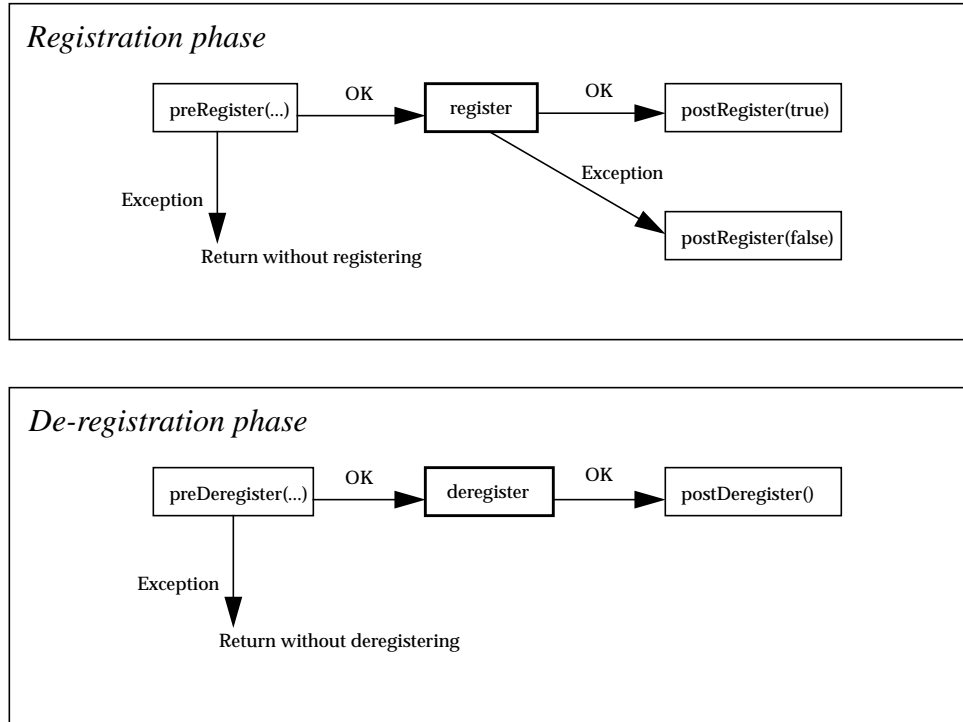 Registration phase
OK
OK
preRegister(...)
register
postRegister(true)
Exception
Exception
postRegister(false)
Return without registering
De-registration phase
OK
OK
preDeregister(...)
deregister
postDeregister()
Exception
Return without deregistering